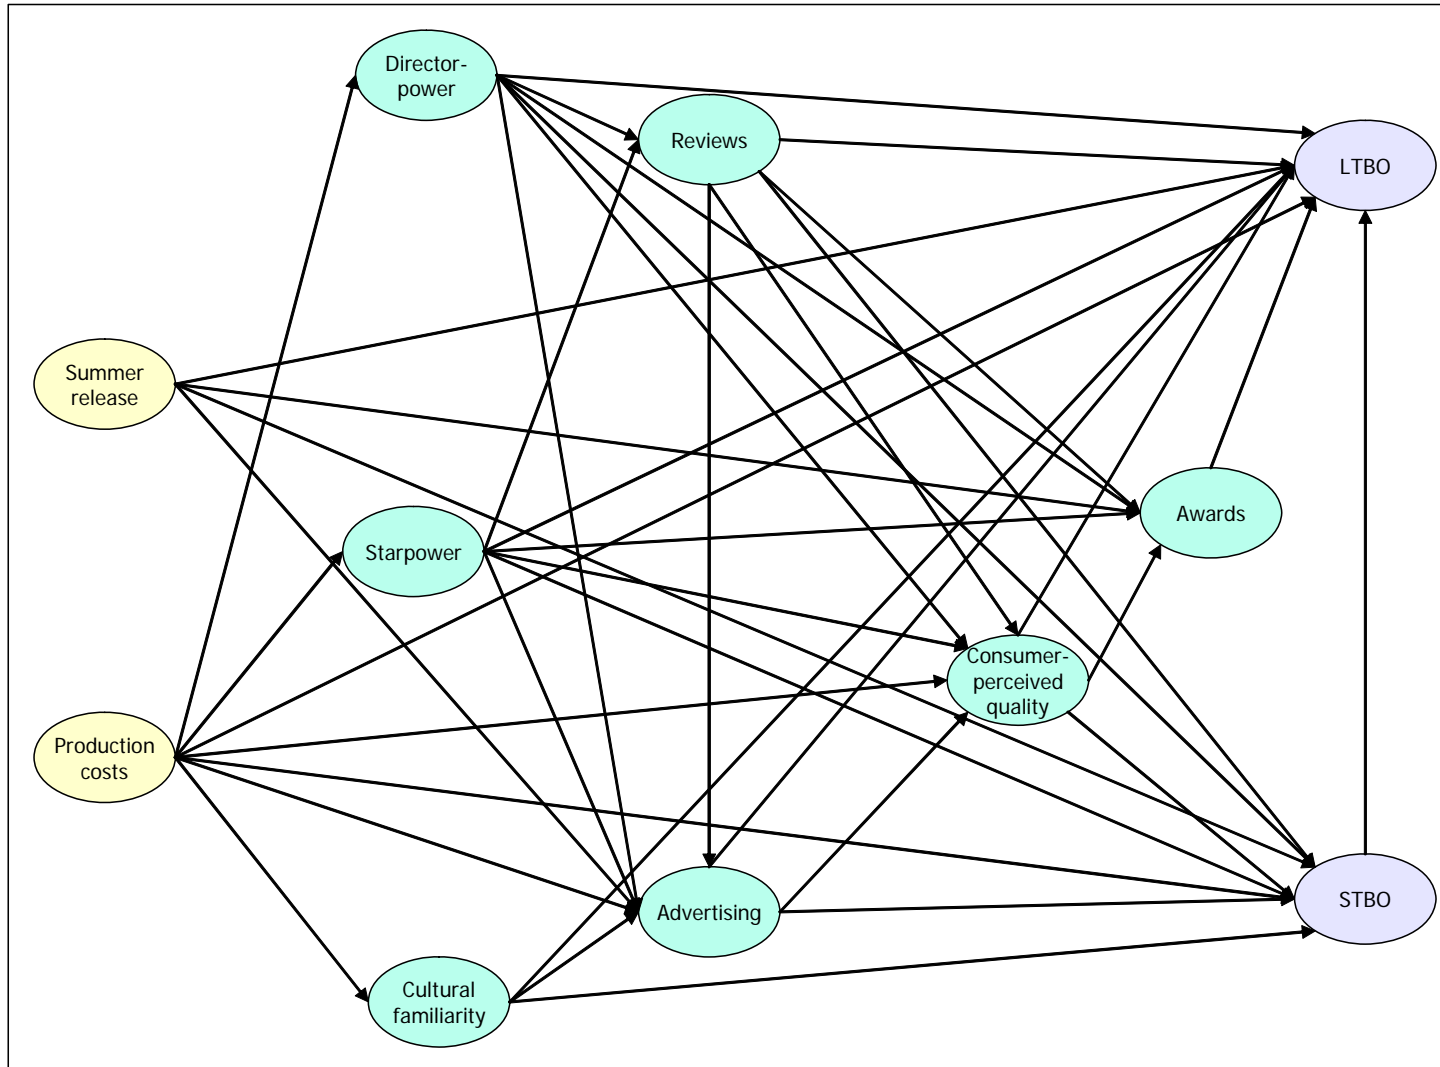 Director-
power
Reviews
LTBO
Summer
release
Starpower
Awards
Consumer-
perceived
quality
Production
costs
Advertising
STBO
Cultural
familiarity